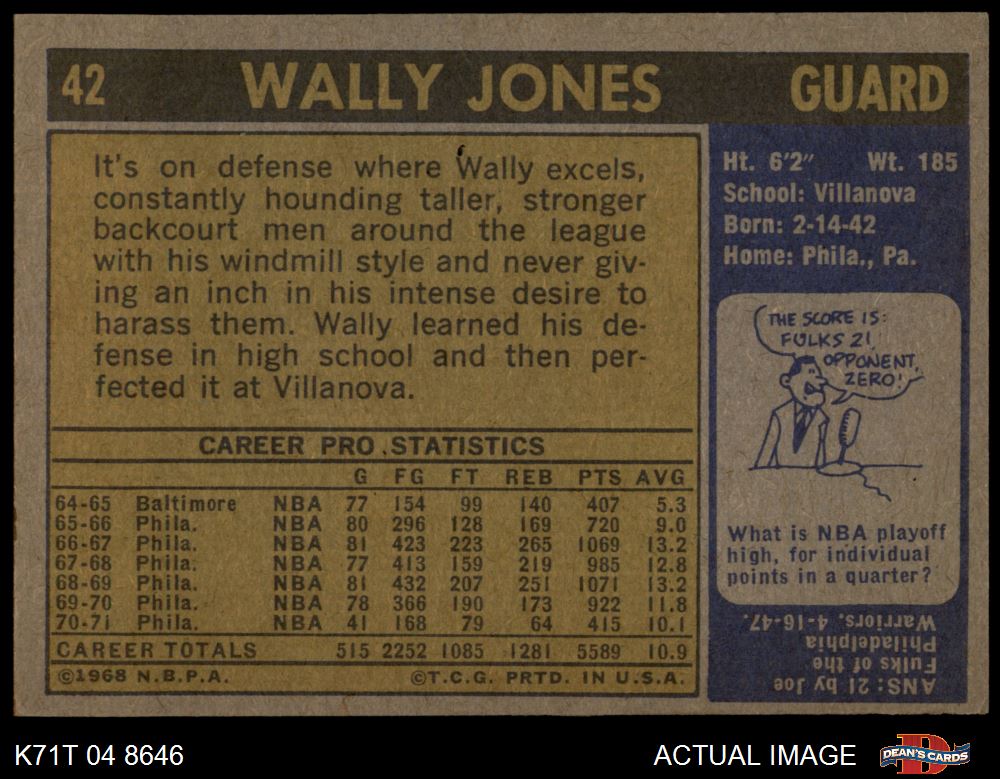 42 WALLY JONES GUARD
It's on defense where Wally excels,
constantly hounding taller, stronger
backcourt men around the league
with his windmill style and never giv-
ing an inch in his intense desire to
harass them. Wally learned his de-
fense in high school and then per-
fected it at Villanova.
CAREER PRO STATISTICS
G FG FT REB PTS AVG
64-65 Baltimore NBA 77 154 99 140 407 5.3
65-66 Phila. NBA 80 296 128 169 720 9.0
66-67 Phila. NBA 81 423 223 265 1069 13.2
67-68 Phila. NBA 77 413 159 219 985 12.8
68-69 Phila. NBA 81 432 207 251 1071 13.2
69-70 Phila. NBA 78 366 190 173 922 11.8
70-71 Phila. NBA 41 168 79 64 415 10.1
CAREER TOTALS 515 2252 1085 1281 5589 10.9
©1968 N.B.P.A. ©T.C.G. PRTD. IN U.S.A.
Ht. 6'2" Wt. 185
School: Villanova
Born: 2-14-42
Home: Phila., Pa.
THE SCORE IS:
FULKS 21,
OPPONENT,
ZERO!
What is NBA playoff
high, for individual
points in a quarter?
ANS: 21 by Joe
Fulks of the
Philadelphia
Warriors, 4-16-47.
K71T 04 8646
ACTUAL IMAGE
D
DEAN'S CARDS